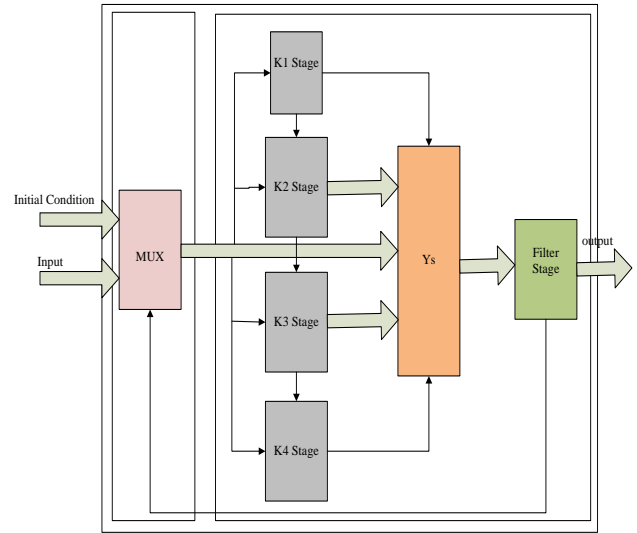 K1 Stage
K2 Stage
Initial Condition
MUX
Input
Ys
Filter
Stage
output
K3 Stage
K4 Stage